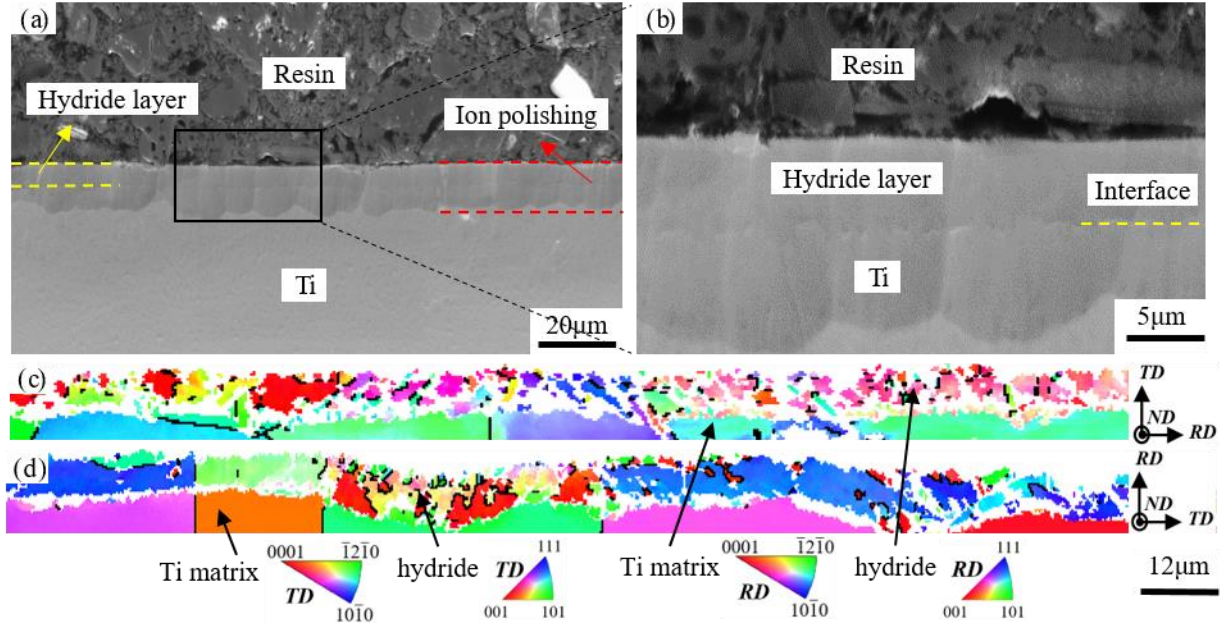 (a)
Resin
Hydride layer
Ion polishing
Ti
20μm
(b)
Resin
Hydride layer
Interface
Ti
5μm
(c)
TD
ND
RD
(d)
RD
ND
TD
Ti matrix
0001 1̄21̄0
TD
101̄0
hydride
TD
111
001 101
Ti matrix
0001 1̄21̄0
RD
101̄0
hydride
RD
111
001 101
12μm